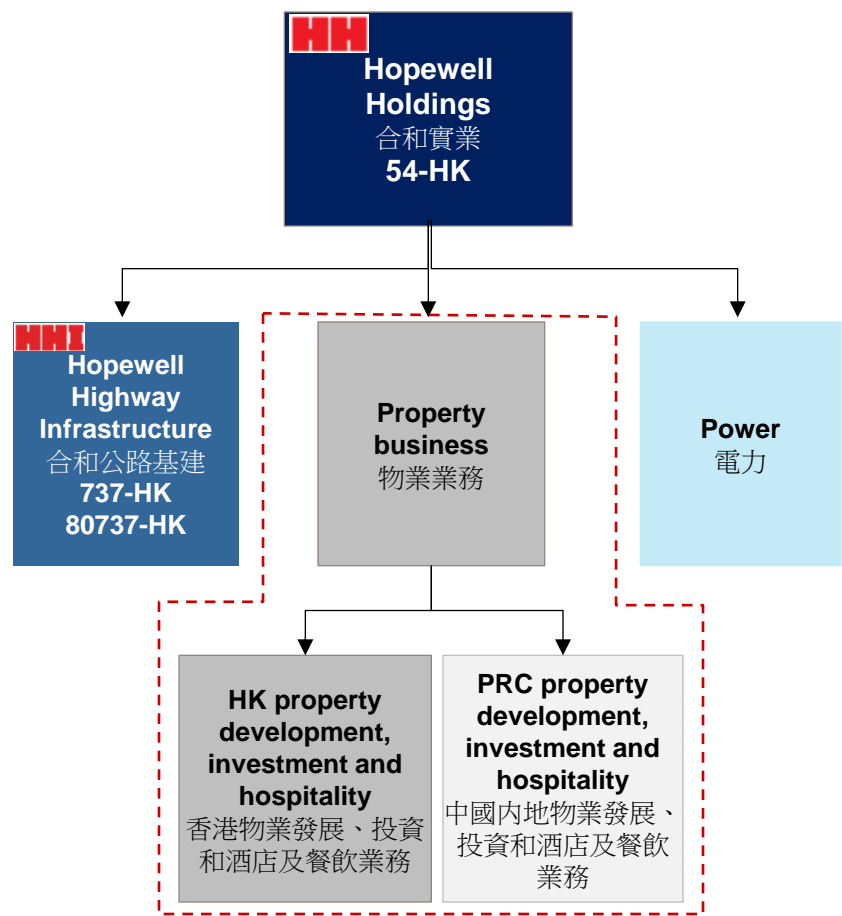 HH
Hopewell
Holdings
合和實業
54-HK
HHI
Hopewell
Highway
Infrastructure
合和公路基建
737-HK
80737-HK
Property
business
物業業務
Power
電力
HK property
development,
investment and
hospitality
香港物業發展、投資
和酒店及餐飲業務
PRC property
development,
investment and
hospitality
中國内地物業發展、
投資和酒店及餐飲
業務